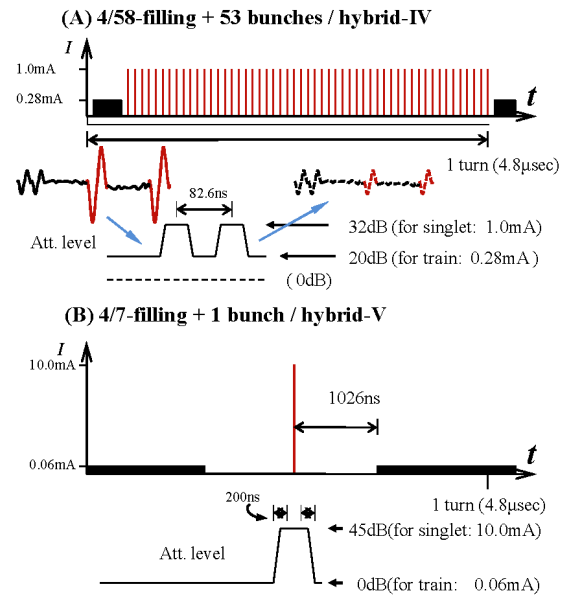 (A) 4/58-filling + 53 bunches / hybrid-IV
I
1.0mA
0.28mA
t
1 turn (4.8μsec)
82.6ns
Att. level
32dB (for singlet: 1.0mA)
20dB (for train: 0.28mA)
( 0dB)
(B) 4/7-filling + 1 bunch / hybrid-V
I
10.0mA
1026ns
0.06mA
t
1 turn (4.8μsec)
200ns
45dB(for singlet: 10.0mA)
Att. level
0dB(for train: 0.06mA)